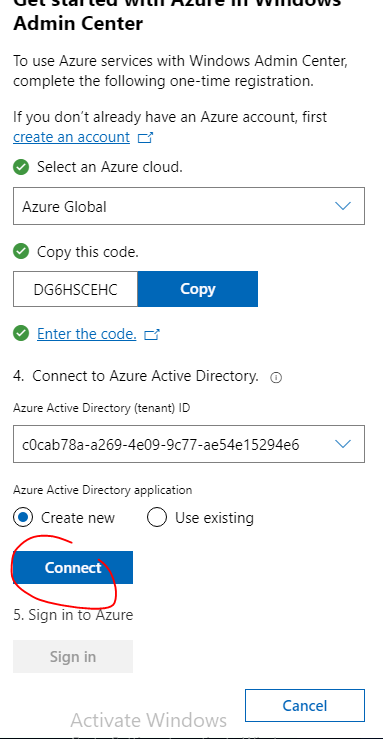 Get started with Azure in Windows
Admin Center
To use Azure services with Windows Admin Center,
complete the following one-time registration.
If you don’t already have an Azure account, first
create an account
Select an Azure cloud.
Azure Global
Copy this code.
DG6HSCEHC Copy
Enter the code.
4. Connect to Azure Active Directory.
Azure Active Directory (tenant) ID
c0cab78a-a269-4e09-9c77-ae54e15294e6
Azure Active Directory application
Create new Use existing
Connect
5. Sign in to Azure
Sign in
Cancel
Activate Windows